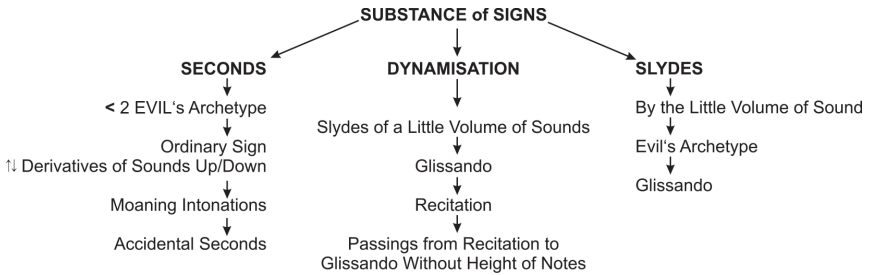 SUBSTANCE of SIGNS
SECONDS
< 2 EVIL‘s Archetype
Ordinary Sign
↑↓ Derivatives of Sounds Up/Down
Moaning Intonations
Accidental Seconds
DYNAMISATION
Slydes of a Little Volume of Sounds
Glissando
Recitation
Passings from Recitation to
Glissando Without Height of Notes
SLYDES
By the Little Volume of Sound
Evil‘s Archetype
Glissando